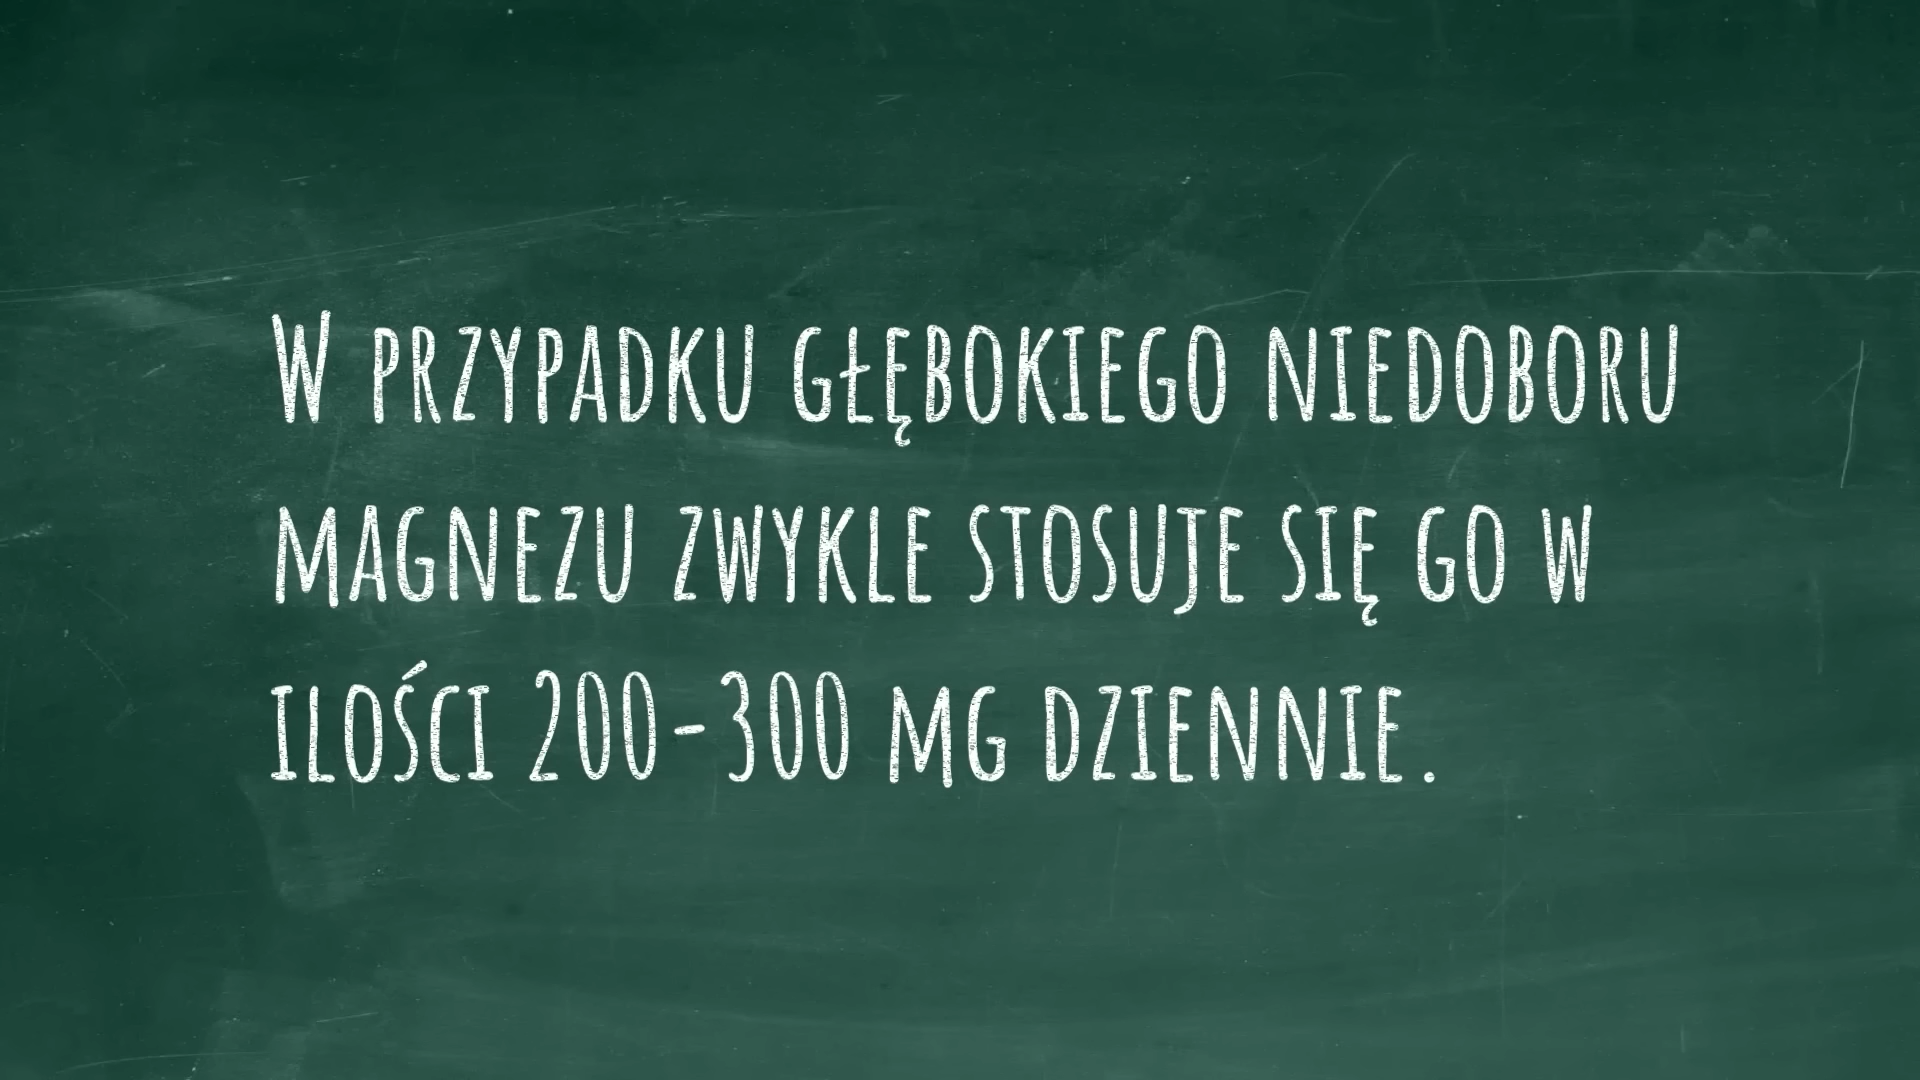 W przypadku głębokiego niedoboru
magnezu zwykle stosuje się go w
ilości 200-300 mg dziennie.